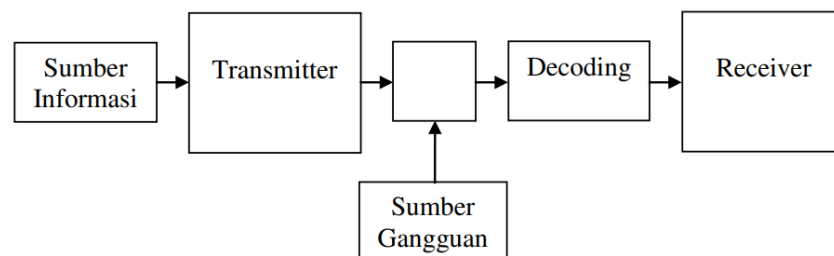 Sumber
Informasi
Transmitter
Decoding
Receiver
Sumber
Gangguan